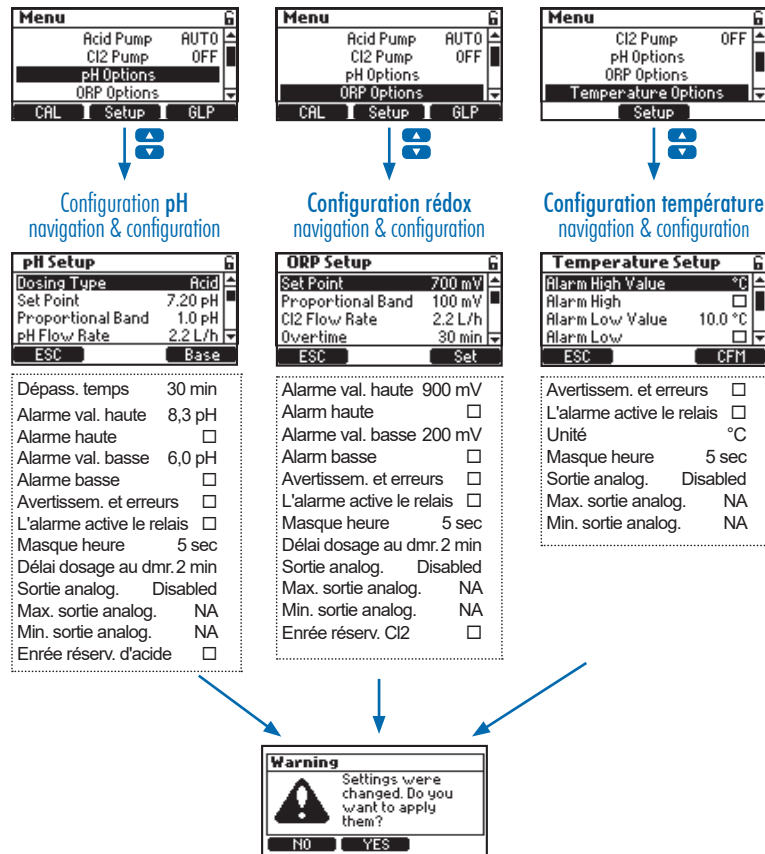 Menu
Acid Pump AUTO
Cl2 Pump OFF
pH Options
ORP Options
CAL Setup GLP
Configuration pH
navigation & configuration
pH Setup
Dosing Type Acid
Set Point 7.20 pH
Proportional Band 1.0 pH
pH Flow Rate 2.2 L/h
ESC Base
Dépass. temps 30 min
Alarme val. haute 8,3 pH
Alarme haute
Alarme val. basse 6,0 pH
Alarme basse
Avertissem. et erreurs
L'alarme active le relais
Masque heure 5 sec
Délai dosage au dmr. 2 min
Sortie analog. Disabled
Max. sortie analog. NA
Min. sortie analog. NA
Enrée réserv. d'acide
Menu
Acid Pump AUTO
Cl2 Pump OFF
pH Options
ORP Options
CAL Setup GLP
Configuration rédox
navigation & configuration
ORP Setup
Set Point 700 mV
Proportional Band 100 mV
Cl2 Flow Rate 2.2 L/h
Overtime 30 min
ESC Set
Alarme val. haute 900 mV
Alarm haute
Alarme val. basse 200 mV
Alarm basse
Avertissem. et erreurs
L'alarme active le relais
Masque heure 5 sec
Délai dosage au dmr. 2 min
Sortie analog. Disabled
Max. sortie analog. NA
Min. sortie analog. NA
Enrée réserv. Cl2
Menu
Cl2 Pump OFF
pH Options
ORP Options
Temperature Options
Setup
Configuration température
navigation & configuration
Temperature Setup
Alarm High Value °C
Alarm High
Alarm Low Value 10.0 °C
Alarm Low
ESC CFM
Avertissem. et erreurs
L'alarme active le relais
Unité °C
Masque heure 5 sec
Sortie analog. Disabled
Max. sortie analog. NA
Min. sortie analog. NA
Warning
Settings were
changed. Do you
want to apply
them?
NO YES